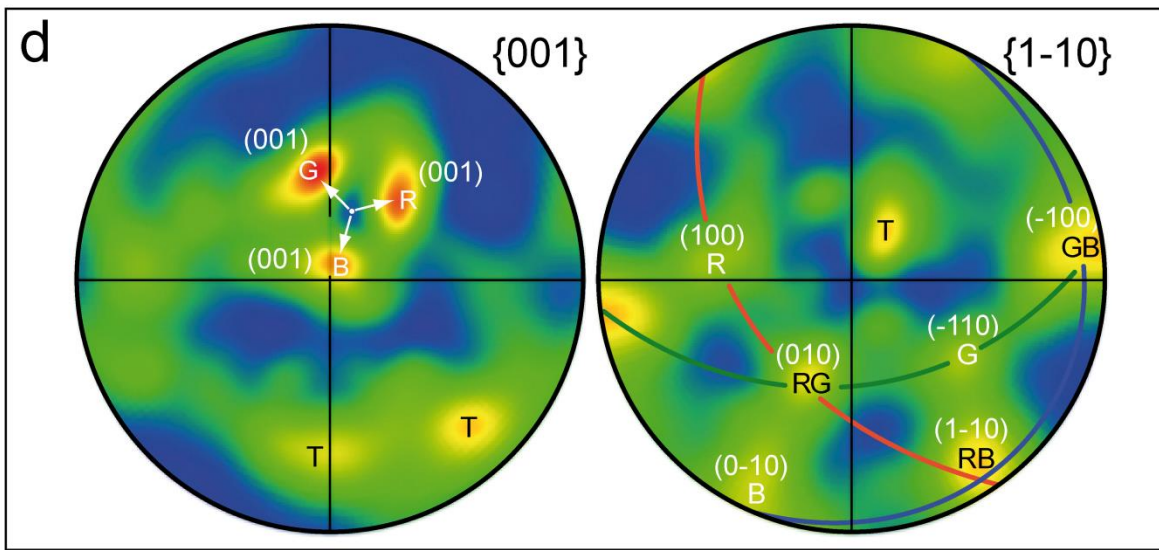 d
{001}
(001)
G
(001)
R
(001)
B
T
T
{1-10}
T
(-100)
GB
(100)
R
(-110)
G
(010)
RG
(1-10)
RB
(0-10)
B